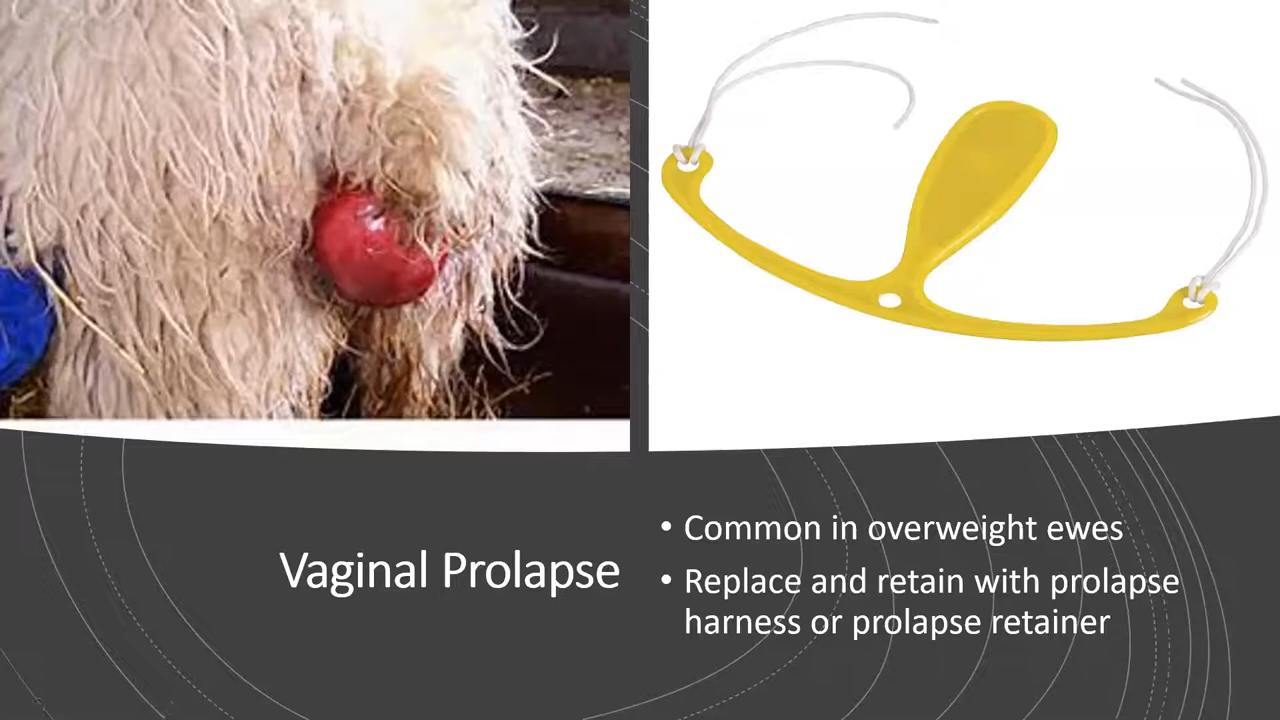 Vaginal Prolapse
• Common in overweight ewes
• Replace and retain with prolapse
harness or prolapse retainer